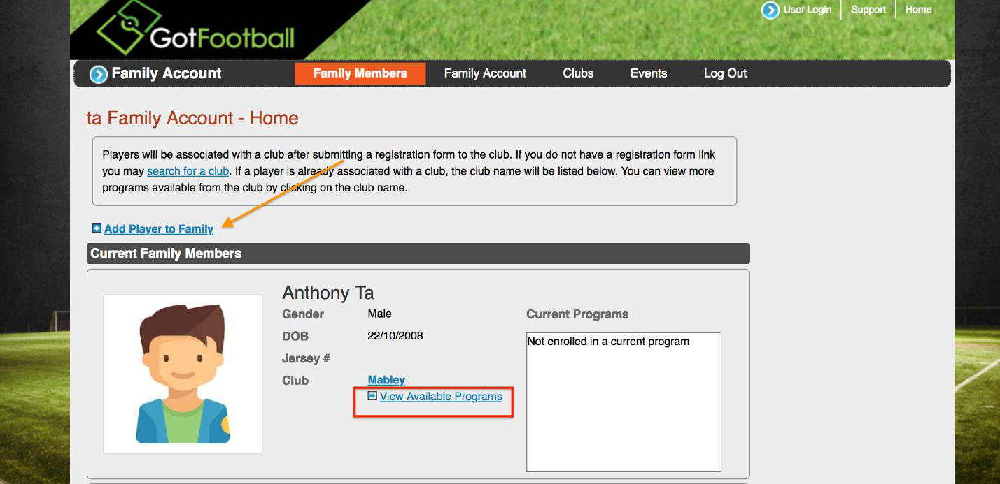 User Login
Support
Home
GotFootball
Family Account
Family Members
Family Account
Clubs
Events
Log Out
ta Family Account - Home
Players will be associated with a club after submitting a registration form to the club. If you do not have a registration form link
you may search for a club. If a player is already associated with a club, the club name will be listed below. You can view more
programs available from the club by clicking on the club name.
Add Player to Family
Current Family Members
Anthony Ta
Gender Male
DOB 22/10/2008
Jersey #
Club Mabley
View Available Programs
Current Programs
Not enrolled in a current program